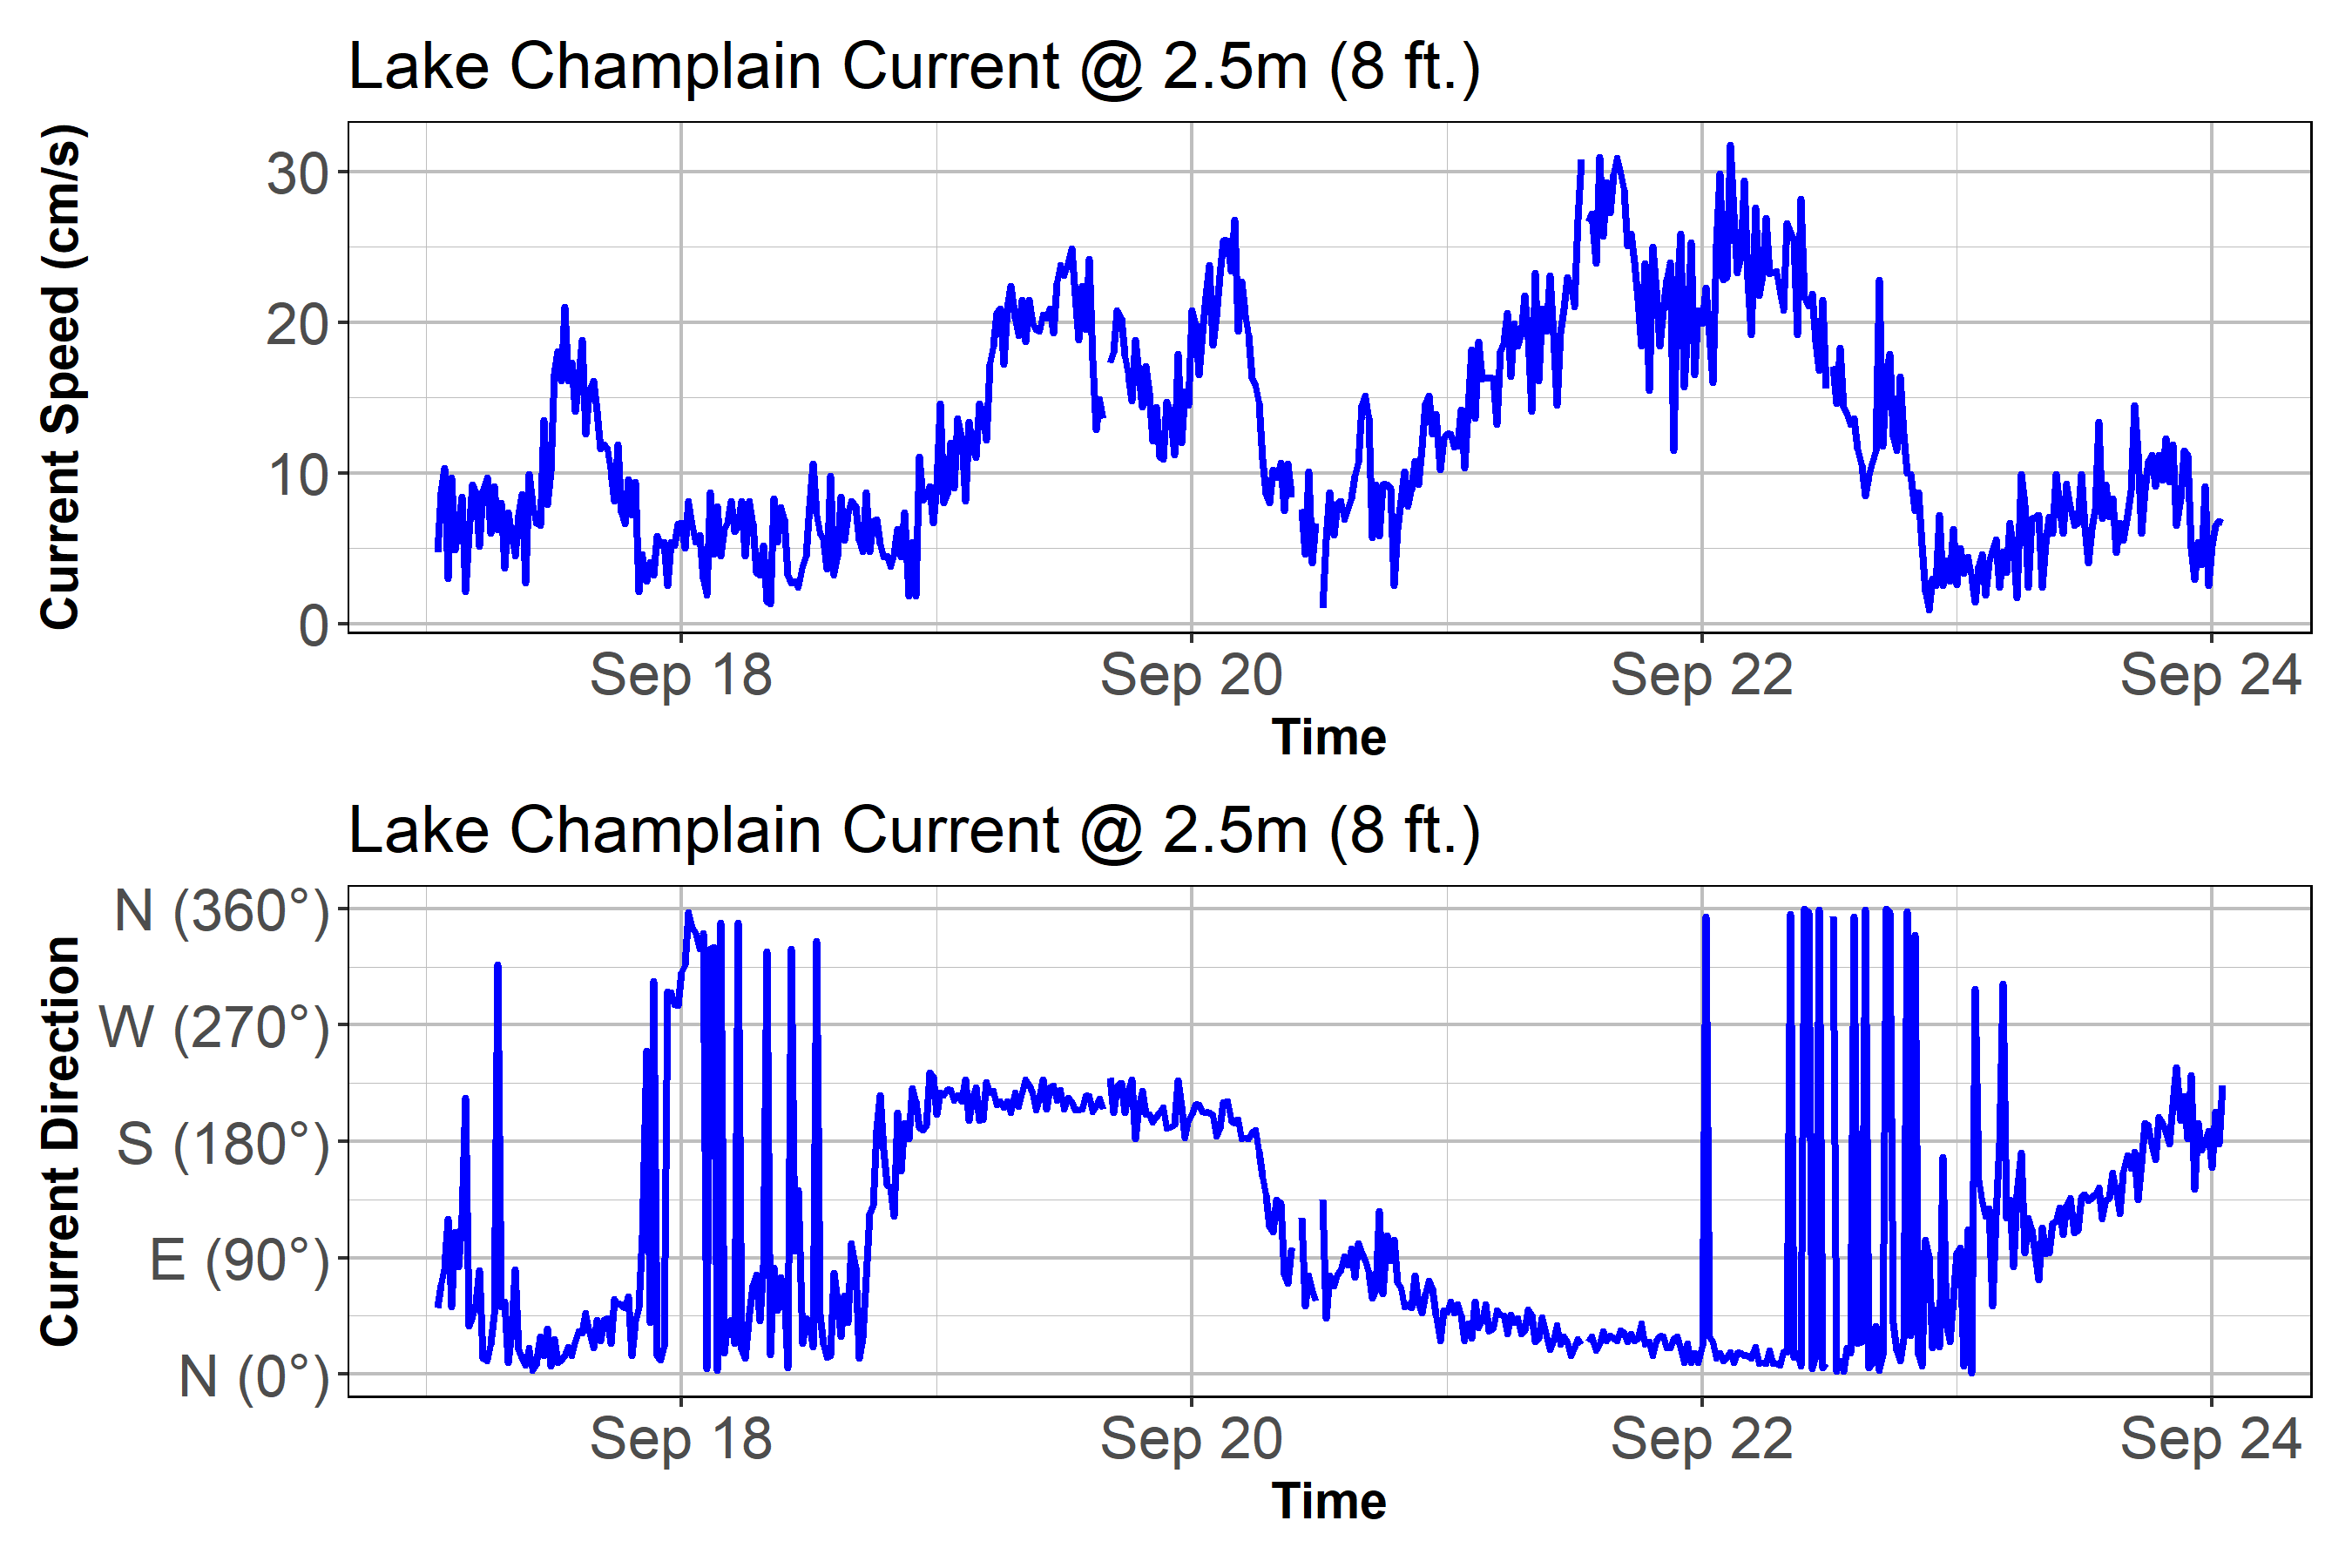 Lake Champlain Current @ 2.5m (8 ft.)
Current Speed (cm/s)
30
20
10
0
Sep 18 Sep 20 Sep 22 Sep 24
Time
Lake Champlain Current @ 2.5m (8 ft.)
Current Direction
N (360°)
W (270°)
S (180°)
E (90°)
N (0°)
Sep 18 Sep 20 Sep 22 Sep 24
Time